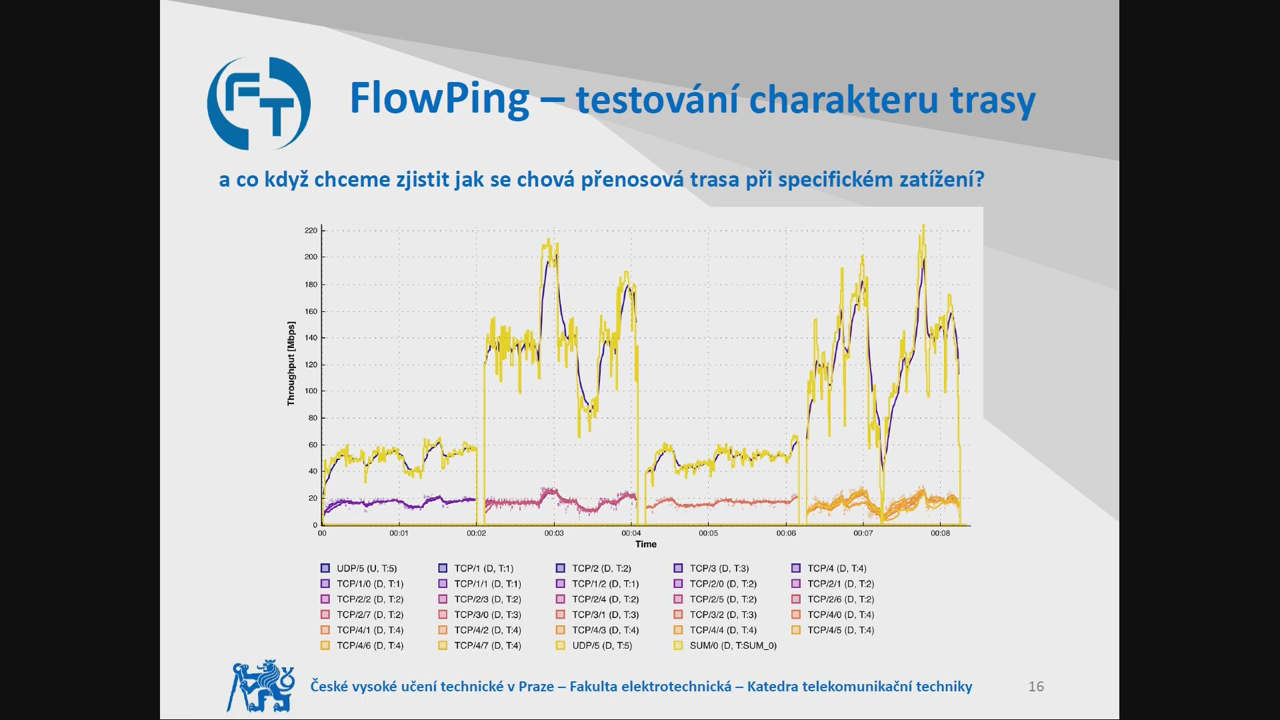 FT
FlowPing – testování charakteru trasy
a co když chceme zjistit jak se chová přenosová trasa při specifickém zatížení?
220
200
180
160
140
120
100
80
60
40
20
0
Throughput [Mbps]
00 00:01 00:02 00:03 00:04 00:05 00:06 00:07 00:08
Time
UDP/5 (U, T:5) TCP/1 (D, T:1) TCP/2 (D, T:2) TCP/3 (D, T:3) TCP/4 (D, T:4)
TCP/1/0 (D, T:1) TCP/1/1 (D, T:1) TCP/1/2 (D, T:1) TCP/2/0 (D, T:2) TCP/2/1 (D, T:2)
TCP/2/2 (D, T:2) TCP/2/3 (D, T:2) TCP/2/4 (D, T:2) TCP/2/5 (D, T:2) TCP/2/6 (D, T:2)
TCP/2/7 (D, T:2) TCP/3/0 (D, T:3) TCP/3/1 (D, T:3) TCP/3/2 (D, T:3) TCP/4/0 (D, T:4)
TCP/4/1 (D, T:4) TCP/4/2 (D, T:4) TCP/4/3 (D, T:4) TCP/4/4 (D, T:4) TCP/4/5 (D, T:4)
TCP/4/6 (D, T:4) TCP/4/7 (D, T:4) UDP/5 (D, T:5) SUM/0 (D, T:SUM_0)
České vysoké učení technické v Praze – Fakulta elektrotechnická – Katedra telekomunikační techniky
16